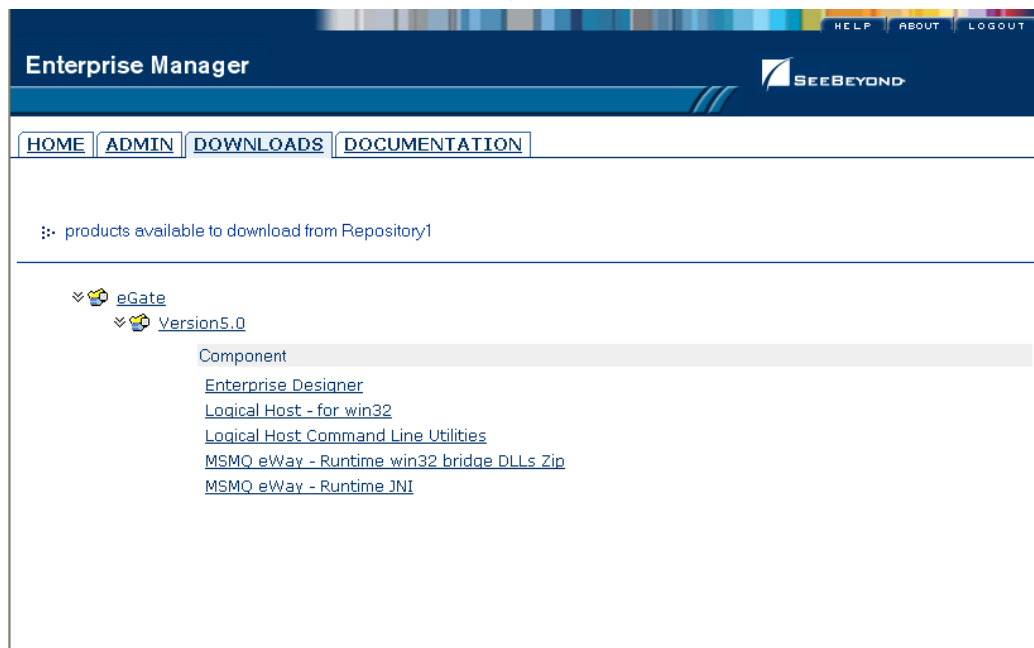 HELP ABOUT LOGOUT
Enterprise Manager
SEEBEYOND
HOME ADMIN DOWNLOADS DOCUMENTATION
products available to download from Repository1
eGate
Version5.0
Component
Enterprise Designer
Logical Host - for win32
Logical Host Command Line Utilities
MSMQ eWay - Runtime win32 bridge DLLs Zip
MSMQ eWay - Runtime JNI